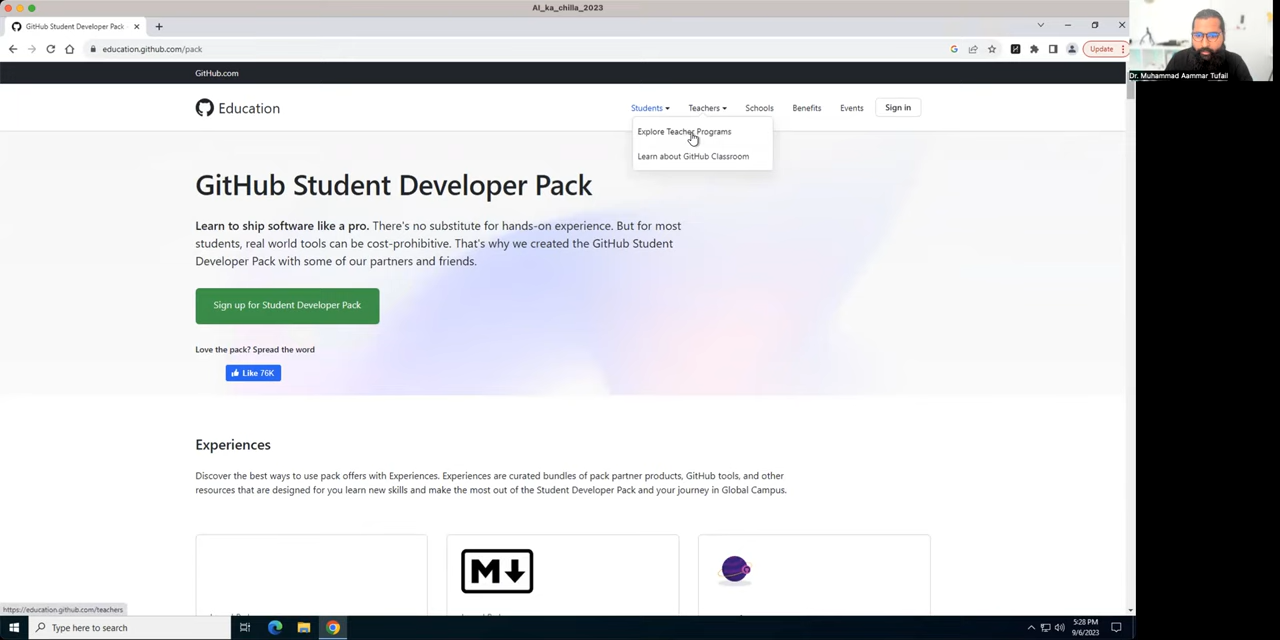 AI_ka_chilla_2023
GitHub Student Developer Pack
education.github.com/pack
Update
Dr. Muhammad Aammar Tufail
GitHub.com
Education
Students
Teachers
Schools
Benefits
Events
Sign in
Explore Teacher Programs
Learn about GitHub Classroom
GitHub Student Developer Pack
Learn to ship software like a pro. There's no substitute for hands-on experience. But for most
students, real world tools can be cost-prohibitive. That's why we created the GitHub Student
Developer Pack with some of our partners and friends.
Sign up for Student Developer Pack
Love the pack? Spread the word
Like 76K
Experiences
Discover the best ways to use pack offers with Experiences. Experiences are curated bundles of pack partner products, GitHub tools, and other
resources that are designed for you learn new skills and make the most out of the Student Developer Pack and your journey in Global Campus.
M
https://education.github.com/teachers
Type here to search
5:28 PM
9/6/2023